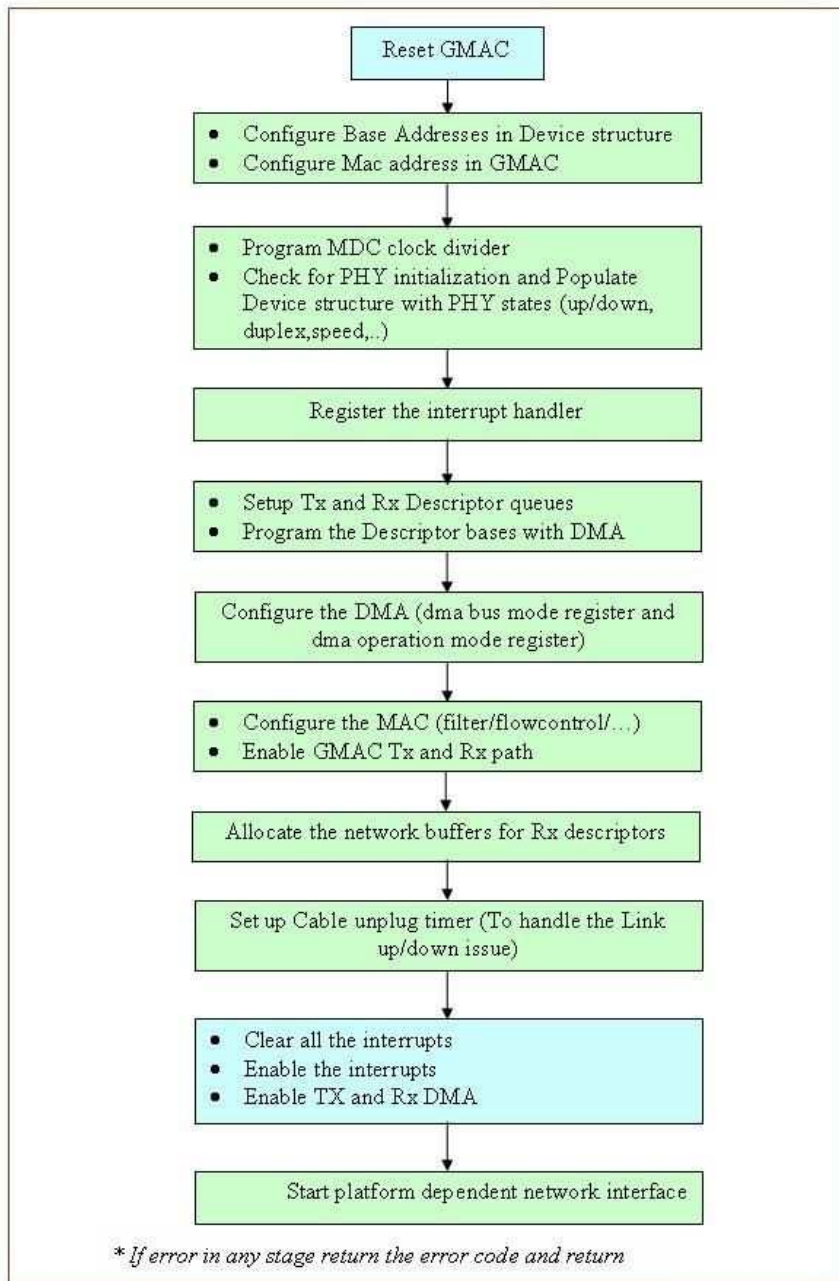 Reset GMAC
• Configure Base Addresses in Device structure
• Configure Mac address in GMAC
• Program MDC clock divider
• Check for PHY initialization and Populate
Device structure with PHY states (up/down,
duplex,speed,..)
Register the interrupt handler
• Setup Tx and Rx Descriptor queues
• Program the Descriptor bases with DMA
Configure the DMA (dma bus mode register and
dma operation mode register)
• Configure the MAC (filter/flowcontrol/...)
• Enable GMAC Tx and Rx path
Allocate the network buffers for Rx descriptors
Set up Cable unplug timer (To handle the Link
up/down issue)
• Clear all the interrupts
• Enable the interrupts
• Enable TX and Rx DMA
Start platform dependent network interface
* If error in any stage return the error code and return